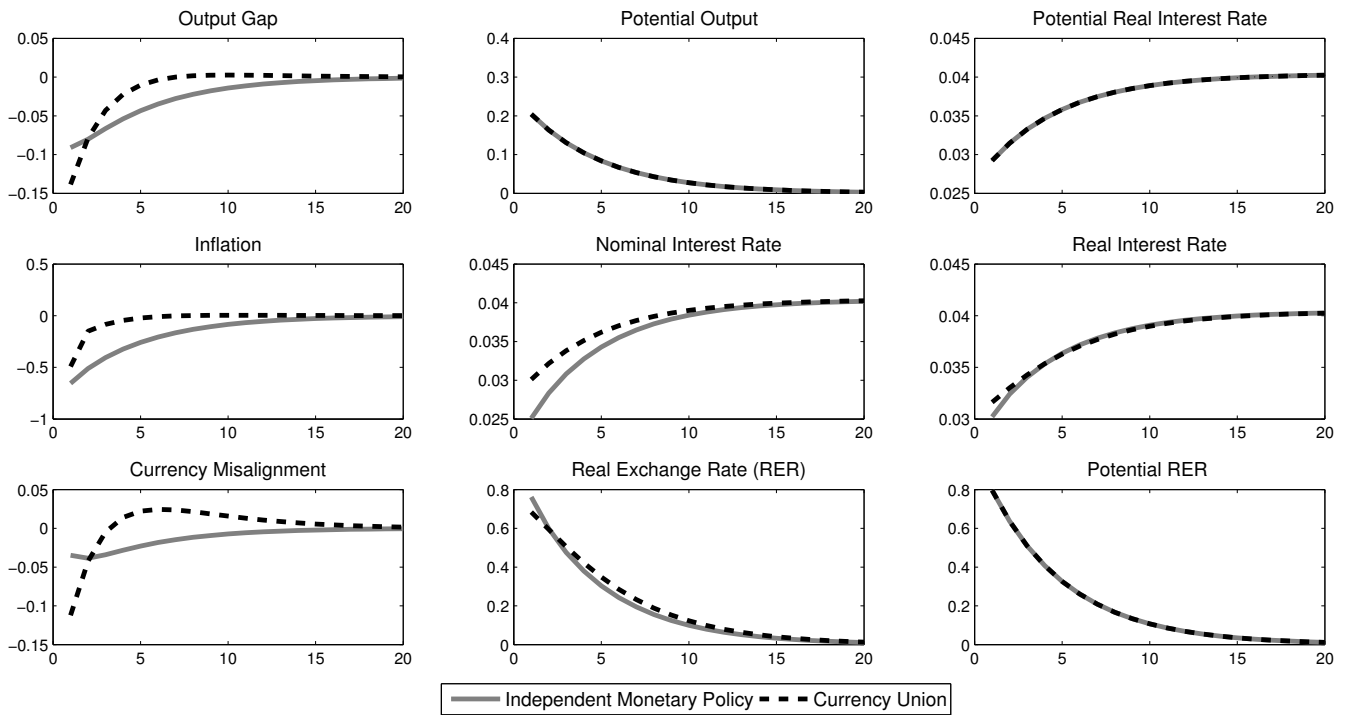 Output Gap
0.05
0
−0.05
−0.1
−0.15
0 5 10 15 20
Potential Output
0.4
0.3
0.2
0.1
0
0 5 10 15 20
Potential Real Interest Rate
0.045
0.04
0.035
0.03
0.025
0 5 10 15 20
Inflation
0.5
0
−0.5
−1
0 5 10 15 20
Nominal Interest Rate
0.045
0.04
0.035
0.03
0.025
0 5 10 15 20
Real Interest Rate
0.045
0.04
0.035
0.03
0 5 10 15 20
Currency Misalignment
0.05
0
−0.05
−0.1
−0.15
0 5 10 15 20
Real Exchange Rate (RER)
0.8
0.6
0.4
0.2
0
0 5 10 15 20
Potential RER
0.8
0.6
0.4
0.2
0
0 5 10 15 20
Independent Monetary Policy Currency Union